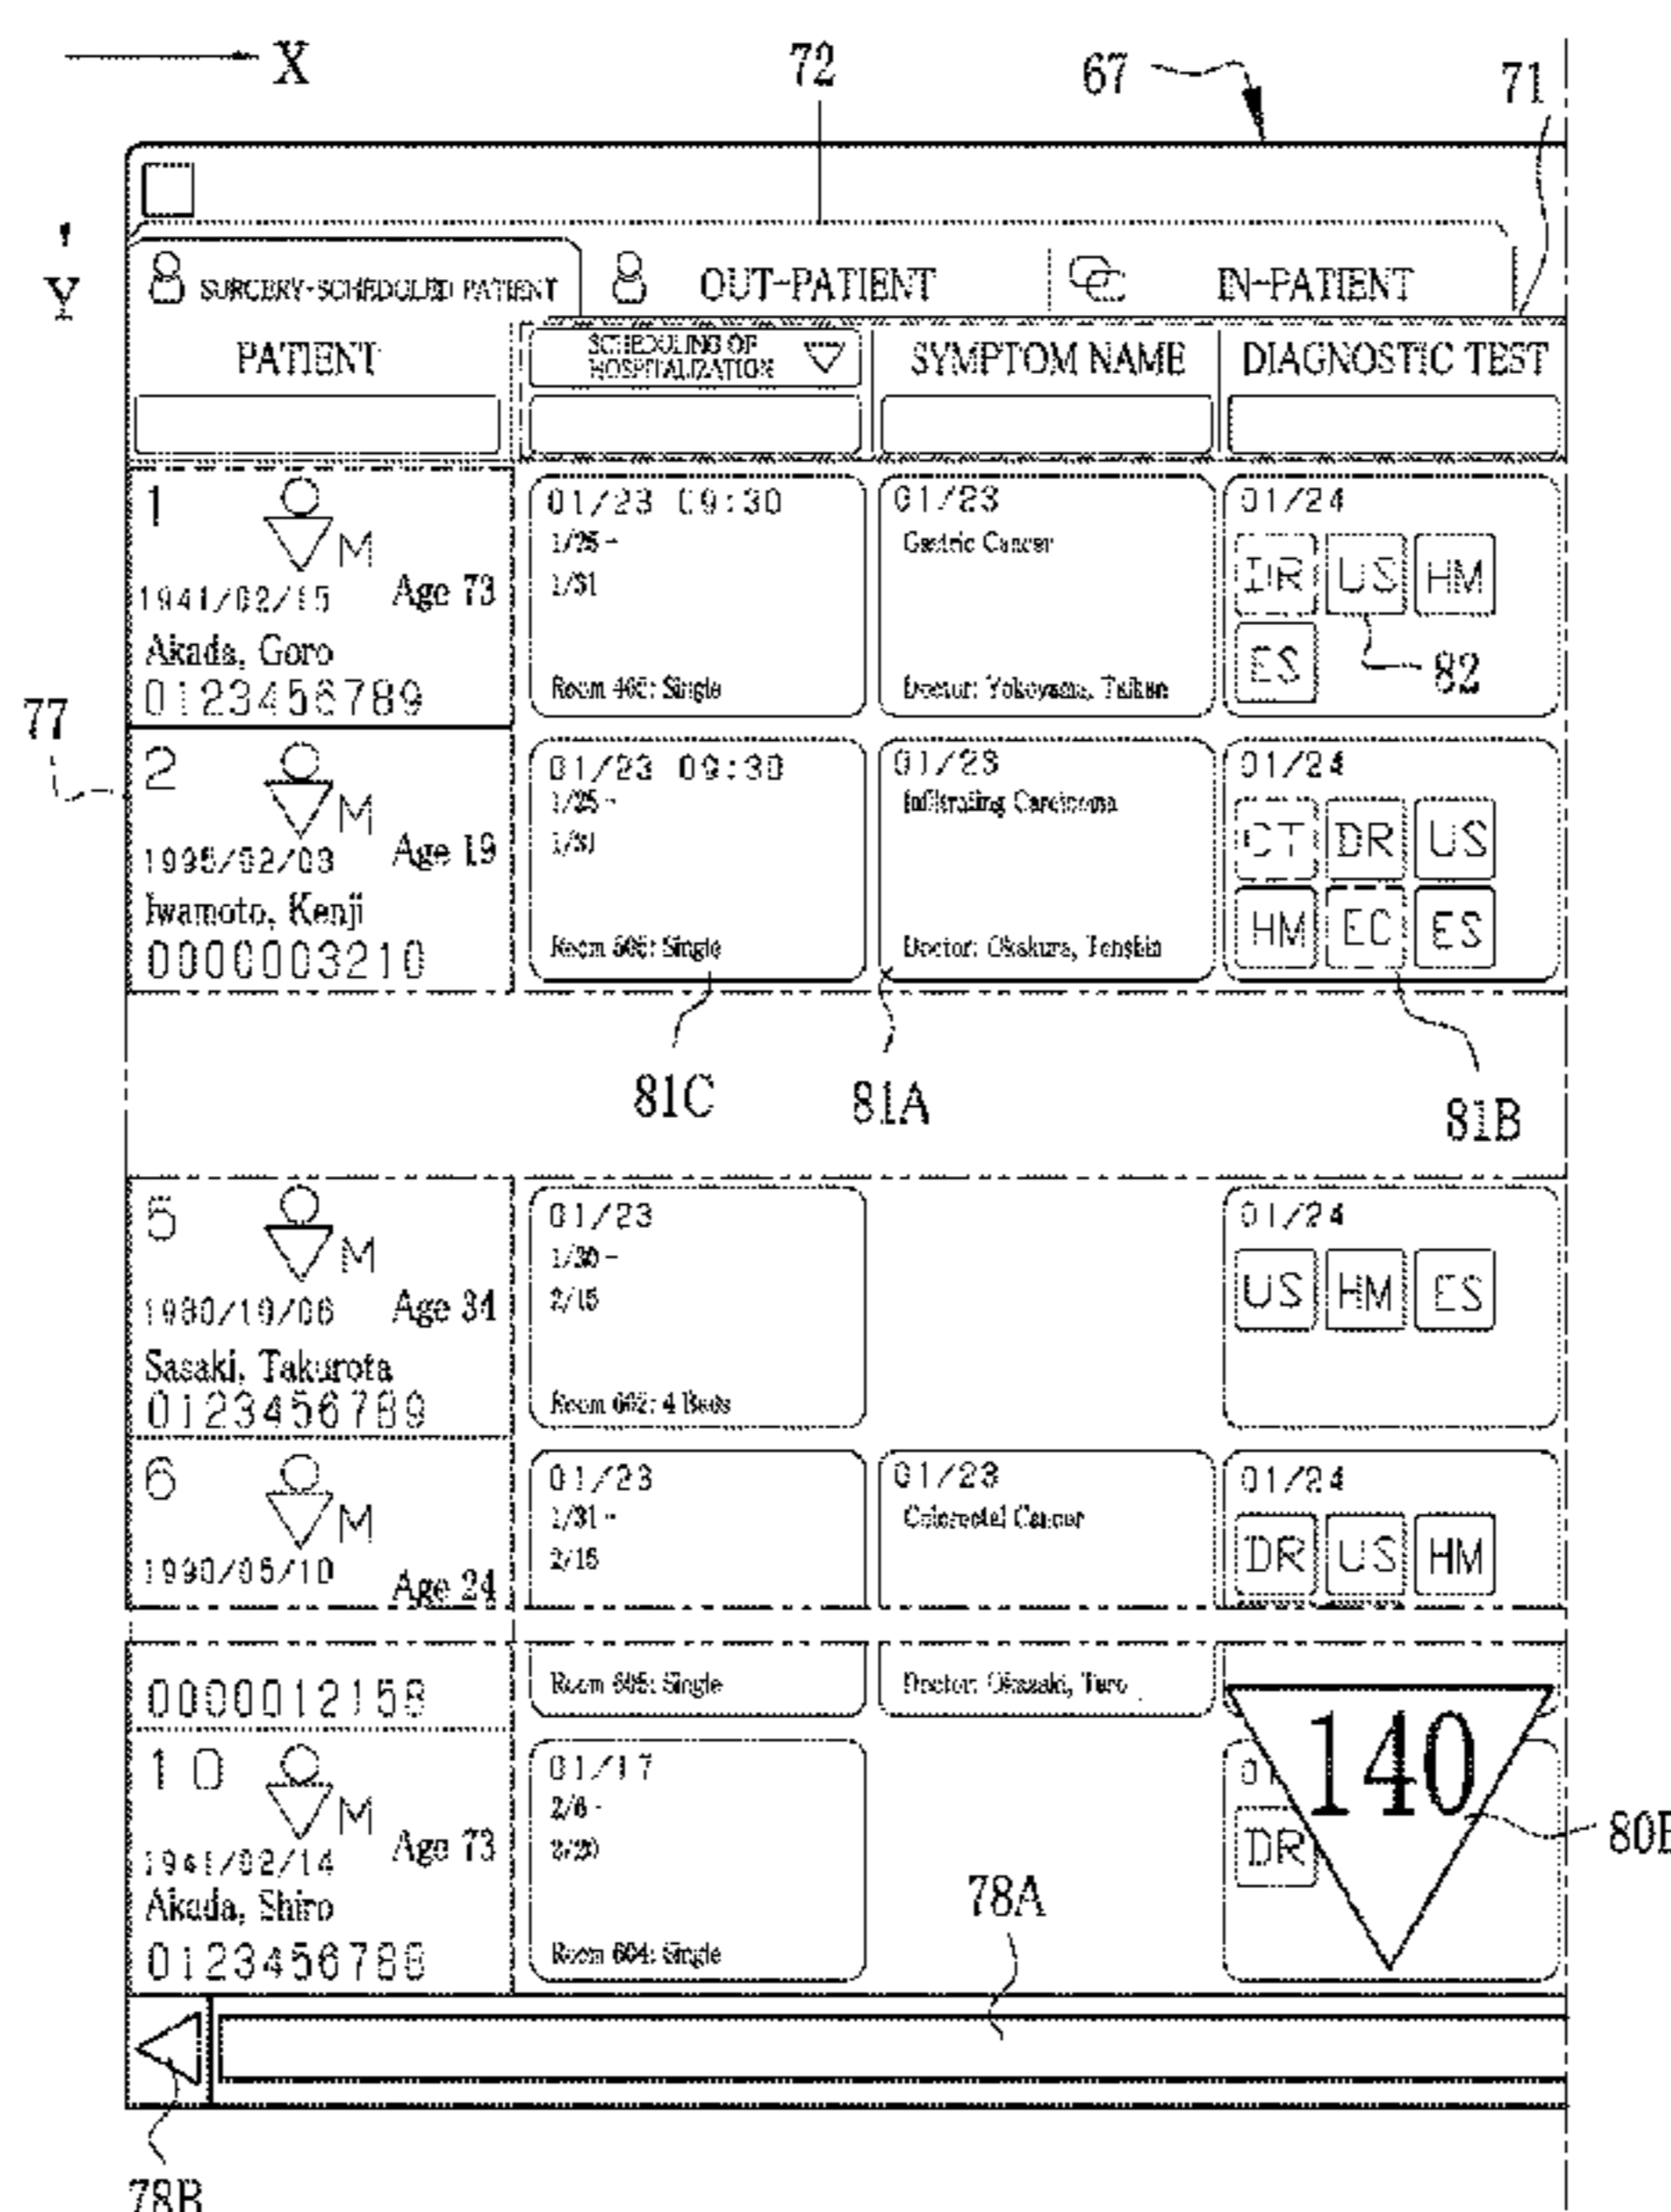 X
72
67
71
Y
SURGERY-SCHEDULED PATIENT
OUT-PATIENT
IN-PATIENT
PATIENT
SCHEDULING OF
HOSPITALIZATION
SYMPTOM NAME
DIAGNOSTIC TEST
1
M
1941/02/15 Age 73
Akada, Goro
0123456789
01/23 09:30
1/25 -
1/31
Room
: Single
01/23
Gastric Cancer
Doctor: Yokoyama, Taikan
01/24
DR US HM
ES
82
77
2
M
1995/02/03 Age 19
Iwamoto, Kenji
0000003210
01/23 09:30
1/25 -
1/31
Room
: Single
01/23
Infiltrating Carcinoma
Doctor: Okakura, Tenshin
01/24
CT DR US
HM EC ES
81C
81A
81B
5
M
1980/10/06 Age 34
Sasaki, Takurota
0123456789
01/23
1/30 -
2/15
Room 602: 4 Beds
01/24
US HM ES
6
M
1990/05/10 Age 24
01/23
1/31 -
2/15
01/23
Colorectal Cancer
01/24
DR US HM
0000012158
Room 605: Single
Doctor: Okazaki, Taro
10
M
1941/02/14 Age 73
Akada, Shiro
0123456788
01/17
2/6 -
2/20
Room 604: Single
DR
140
80B
78A
78B